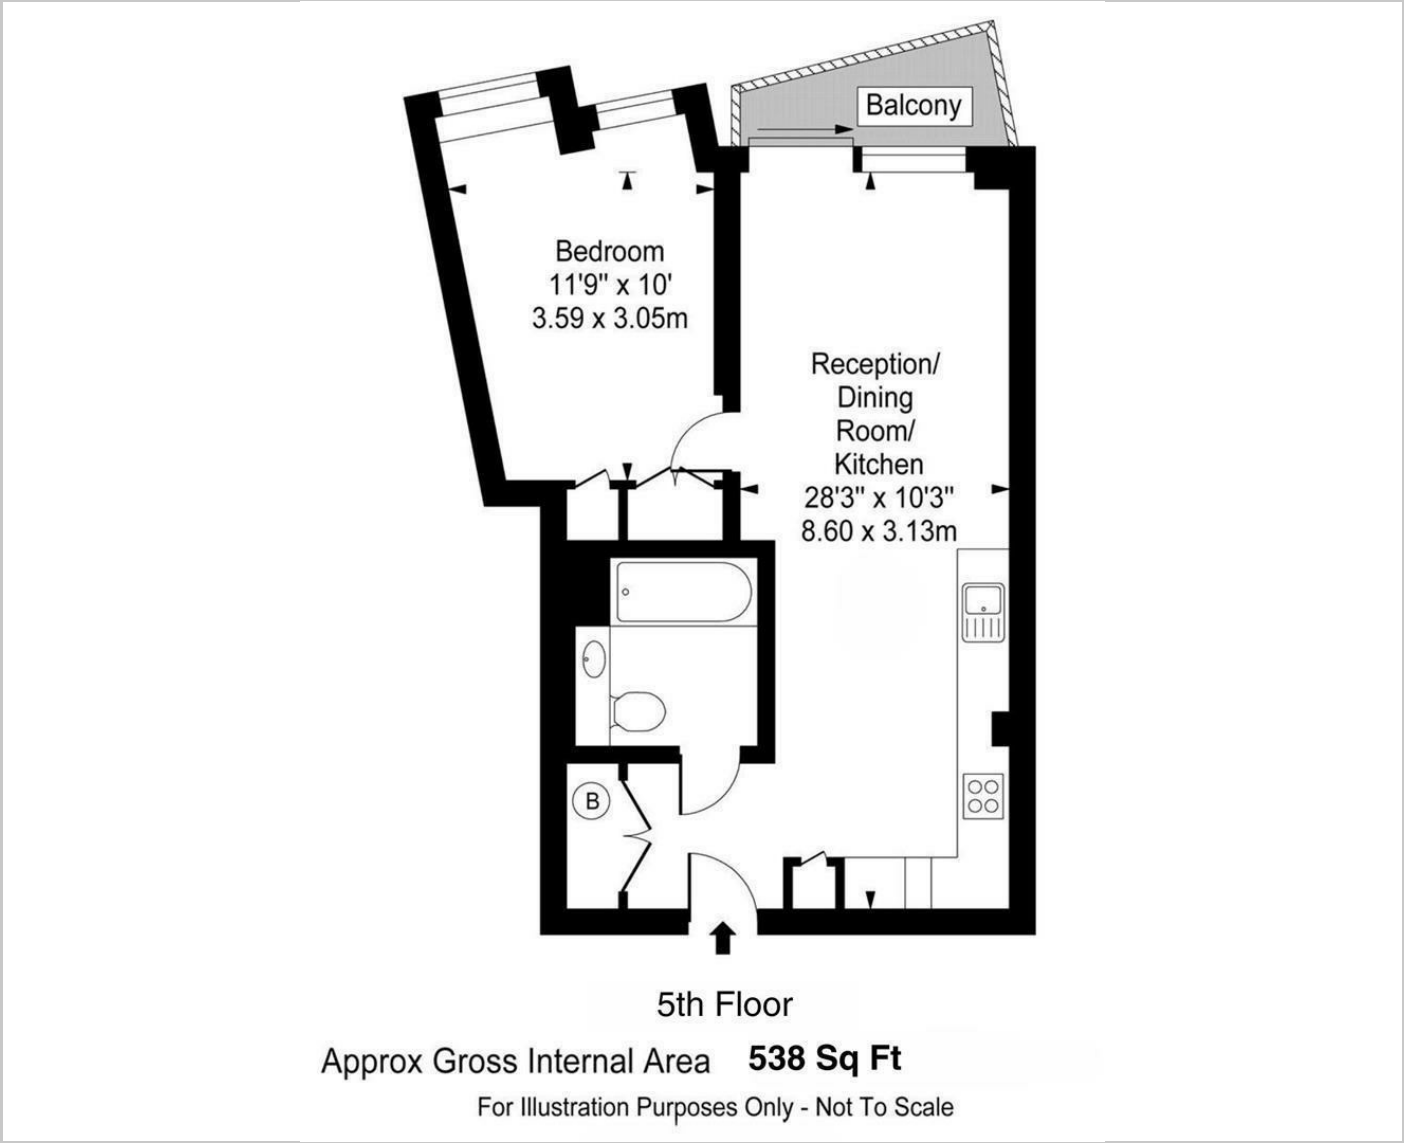 Balcony
Bedroom
11'9" x 10'
3.59 x 3.05m
Reception/
Dining
Room/
Kitchen
28'3" x 10'3"
8.60 x 3.13m
B
5th Floor
Approx Gross Internal Area 538 Sq Ft
For Illustration Purposes Only - Not To Scale